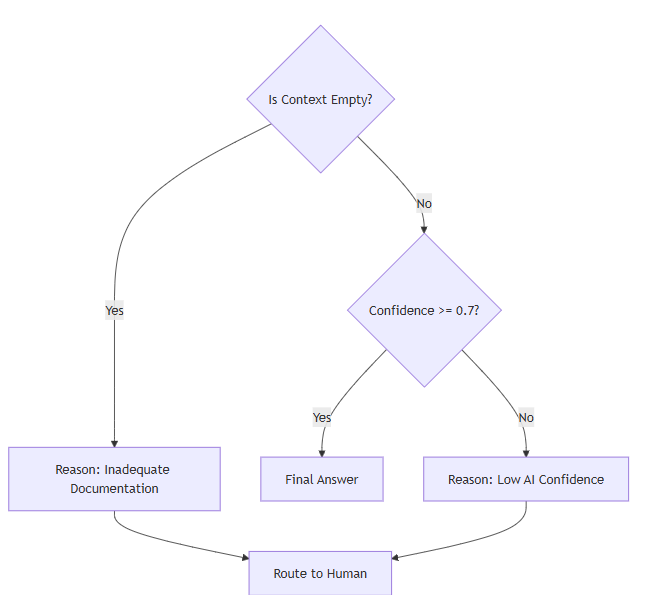 Is Context Empty?
No
Yes
Confidence >= 0.7?
Yes
No
Reason: Inadequate
Documentation
Final Answer
Reason: Low AI Confidence
Route to Human